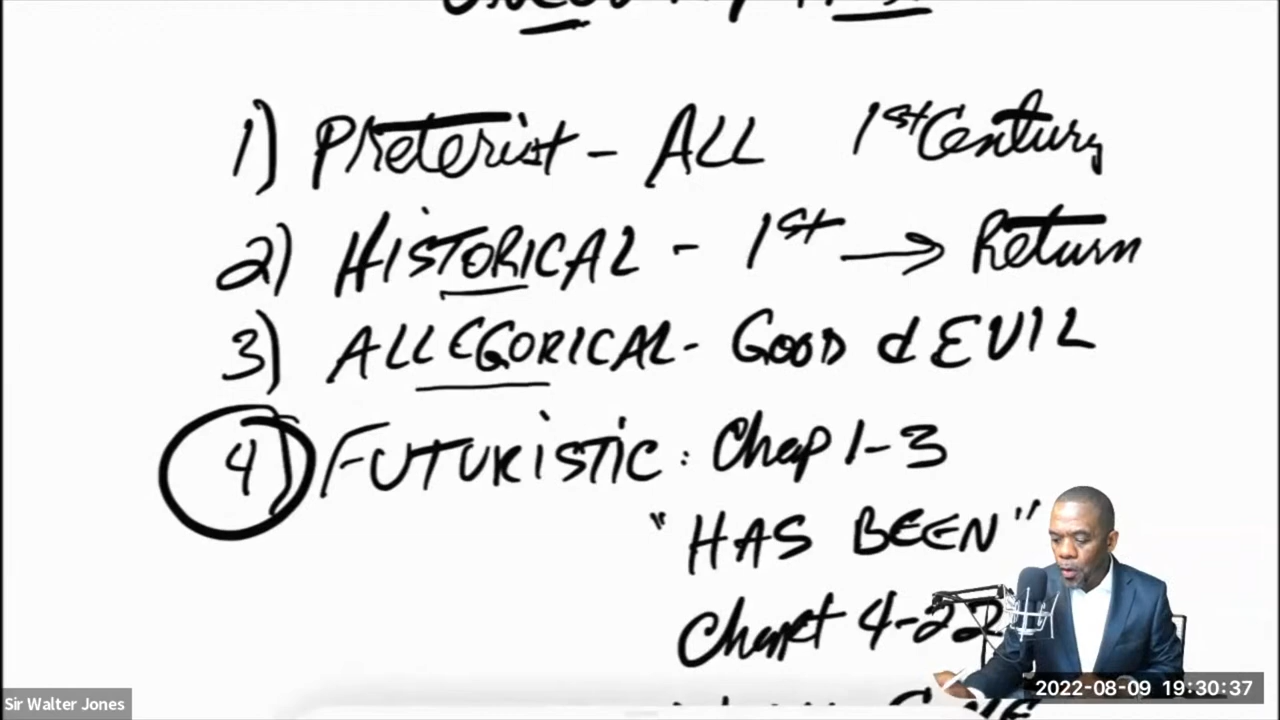 1) Preterist - ALL 1st Century
2) HISTORICAL - 1st → Return
3) ALLEGORICAL - GOOD & EVIL
4) FUTURISTIC : Chap 1-3
"HAS BEEN"
Chapt 4-22
Sir Walter Jones
2022-08-09 19:30:37